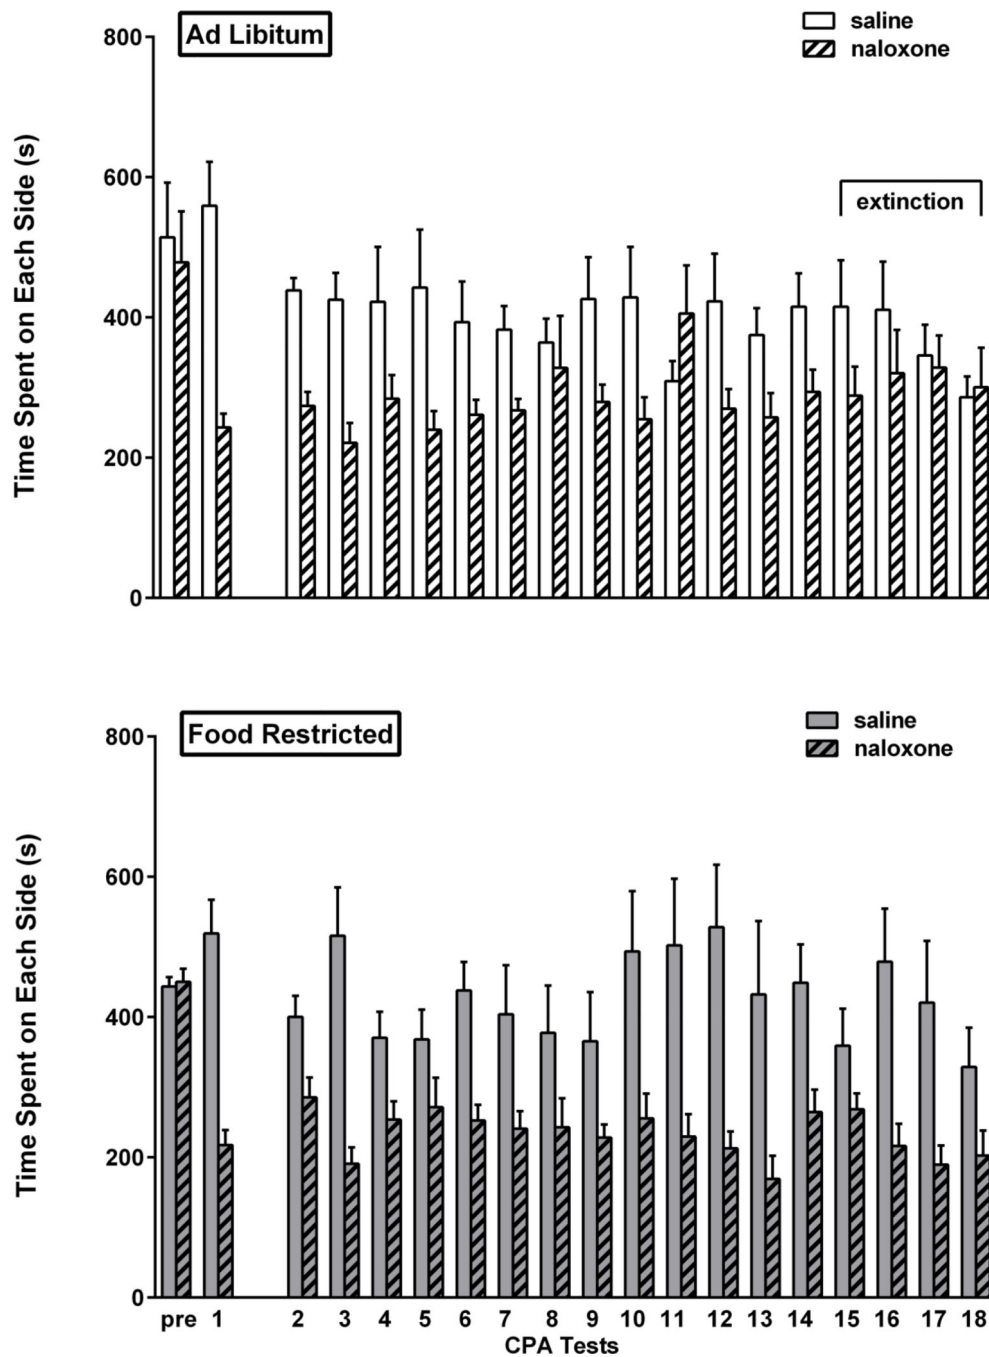 800
Ad Libitum
saline
naloxone
600
extinction
400
200
0
Time Spent on Each Side (s)
800
Food Restricted
saline
naloxone
600
400
200
0
Time Spent on Each Side (s)
pre 1 2 3 4 5 6 7 8 9 10 11 12 13 14 15 16 17 18
CPA Tests